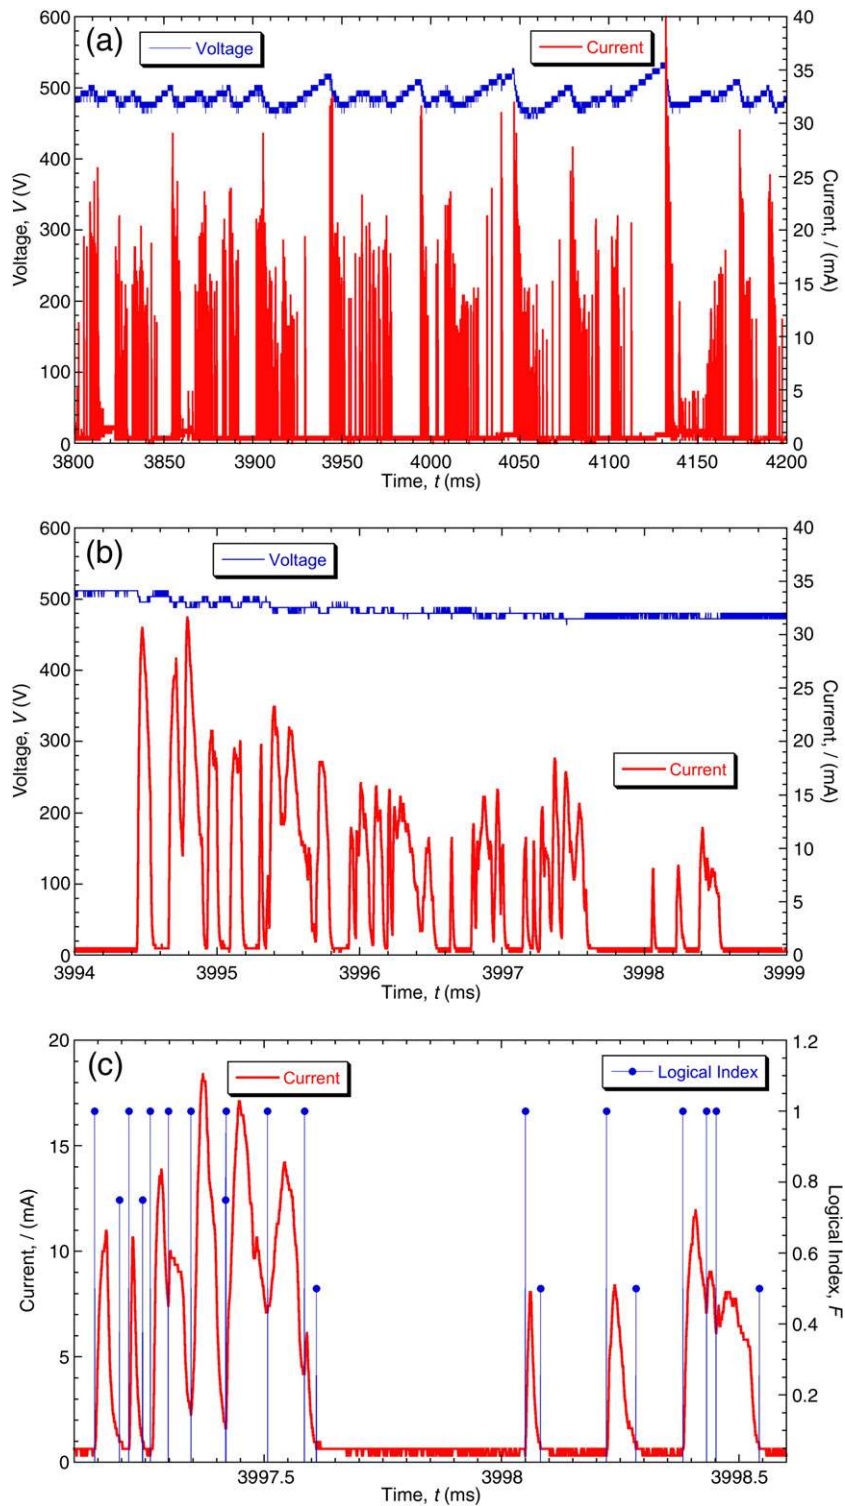 (a)
Voltage
Current
600
500
400
300
200
100
0
Voltage, V (V)
40
35
30
25
20
15
10
5
0
Current, I (mA)
3800 3850 3900 3950 4000 4050 4100 4150 4200
Time, t (ms)
(b)
Voltage
Current
600
500
400
300
200
100
0
Voltage, V (V)
40
35
30
25
20
15
10
5
0
Current, I (mA)
3994 3995 3996 3997 3998 3999
Time, t (ms)
(c)
Current
Logical Index
20
15
10
5
0
Current, I (mA)
1.2
1
0.8
0.6
0.4
0.2
Logical Index, F
3997.5 3998 3998.5
Time, t (ms)